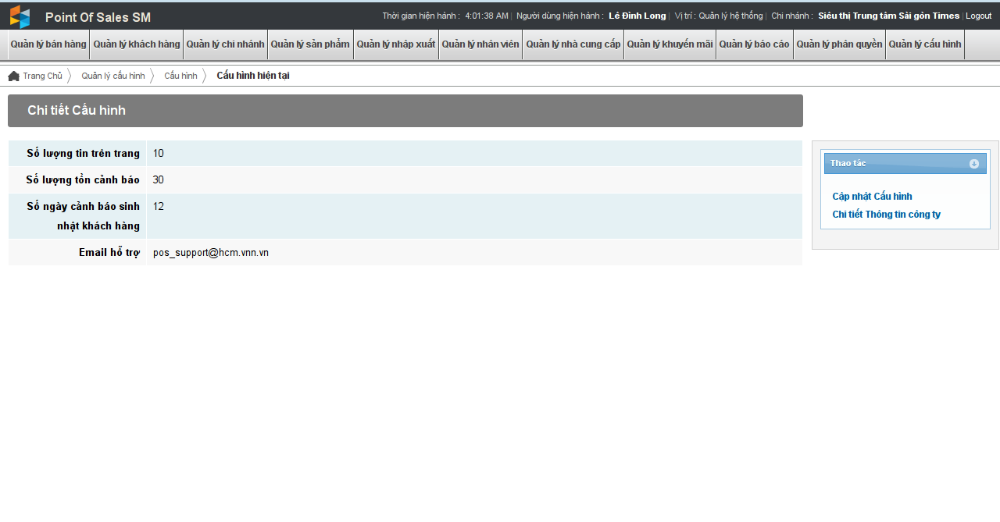 Point Of Sales SM
Thời gian hiện hành : 4:01:38 AM | Người dùng hiện hành : Lê Đình Long | Vị trí : Quản lý hệ thống | Chi nhánh : Siêu thị Trung tâm Sài gòn Times | Logout
Quản lý bán hàng Quản lý khách hàng Quản lý chi nhánh Quản lý sản phẩm Quản lý nhập xuất Quản lý nhân viên Quản lý nhà cung cấp Quản lý khuyến mãi Quản lý báo cáo Quản lý phân quyền Quản lý cấu hình
Trang Chủ Quản lý cấu hình Cấu hình Cấu hình hiện tại
Chi tiết Cấu hình
Số lượng tin trên trang 10
Số lượng tồn cảnh báo 30
Số ngày cảnh báo sinh 12
nhật khách hàng
Email hỗ trợ pos_support@hcm.vnn.vn
Thao tác
Cập nhật Cấu hình
Chi tiết Thông tin công ty